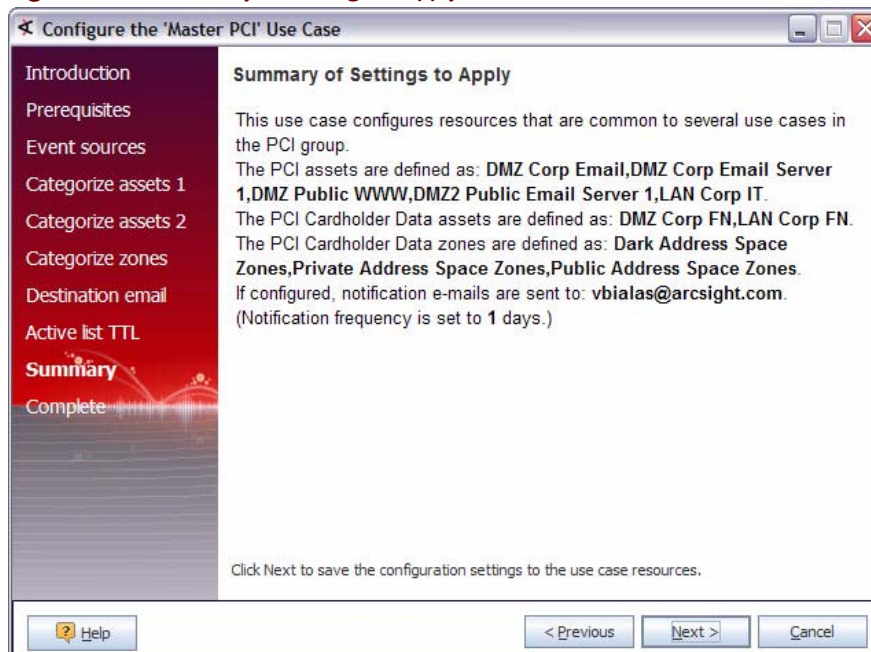 Configure the 'Master PCI' Use Case
Introduction
Prerequisites
Event sources
Categorize assets 1
Categorize assets 2
Categorize zones
Destination email
Active list TTL
Summary
Complete
Summary of Settings to Apply
This use case configures resources that are common to several use cases in
the PCI group.
The PCI assets are defined as: DMZ Corp Email,DMZ Corp Email Server
1,DMZ Public WWW,DMZ2 Public Email Server 1,LAN Corp IT.
The PCI Cardholder Data assets are defined as: DMZ Corp FN,LAN Corp FN.
The PCI Cardholder Data zones are defined as: Dark Address Space
Zones,Private Address Space Zones,Public Address Space Zones.
If configured, notification e-mails are sent to: vbialas@arcsight.com.
(Notification frequency is set to 1 days.)
Click Next to save the configuration settings to the use case resources.
Help
< Previous
Next >
Cancel